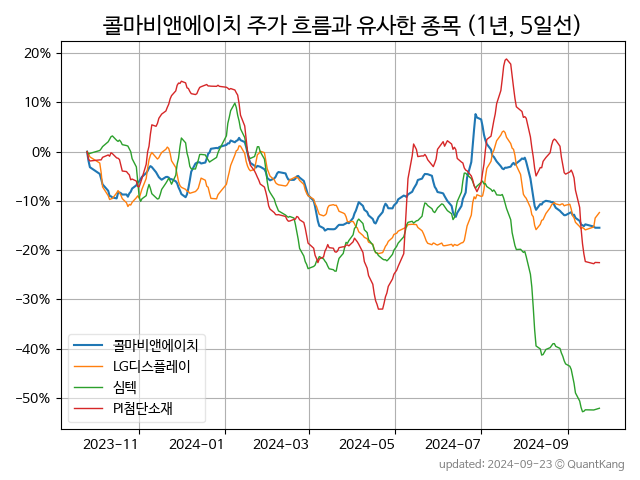 콜마비앤에이치 주가 흐름과 유사한 종목 (1년, 5일선)
20%
10%
0%
−10%
−20%
−30%
−40%
−50%
콜마비앤에이치
LG디스플레이
심텍
PI첨단소재
2023-11 2024-01 2024-03 2024-05 2024-07 2024-09
updated: 2024-09-23 © QuantKang